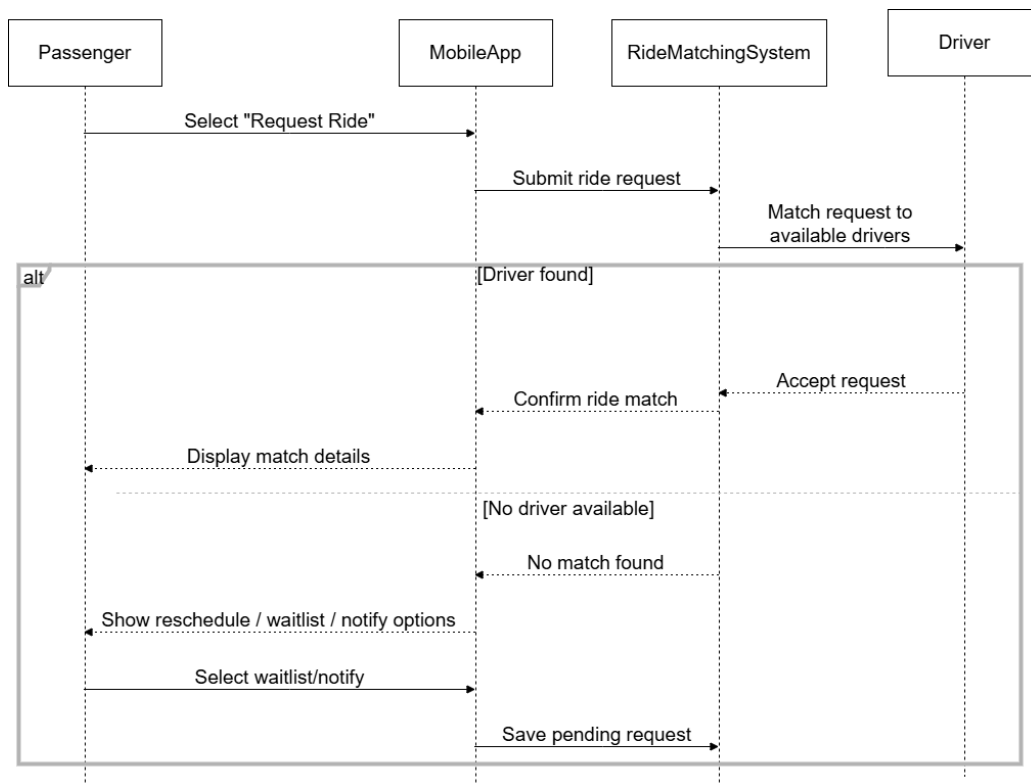 Passenger
MobileApp
RideMatchingSystem
Driver
Select "Request Ride"
Submit ride request
Match request to
available drivers
alt
[Driver found]
Accept request
Confirm ride match
Display match details
[No driver available]
No match found
Show reschedule / waitlist / notify options
Select waitlist/notify
Save pending request